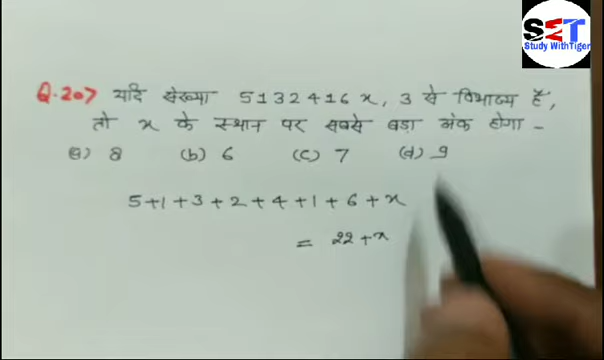 SET
Study WithTiger
Q.207 यदि संख्या 5132416x, 3 से विभाज्य है,
तो x के स्थान पर सबसे बड़ा अंक होगा -
(a) 8 (b) 6 (c) 7 (d) 9
5+1+3+2+4+1+6+x
= 22+x